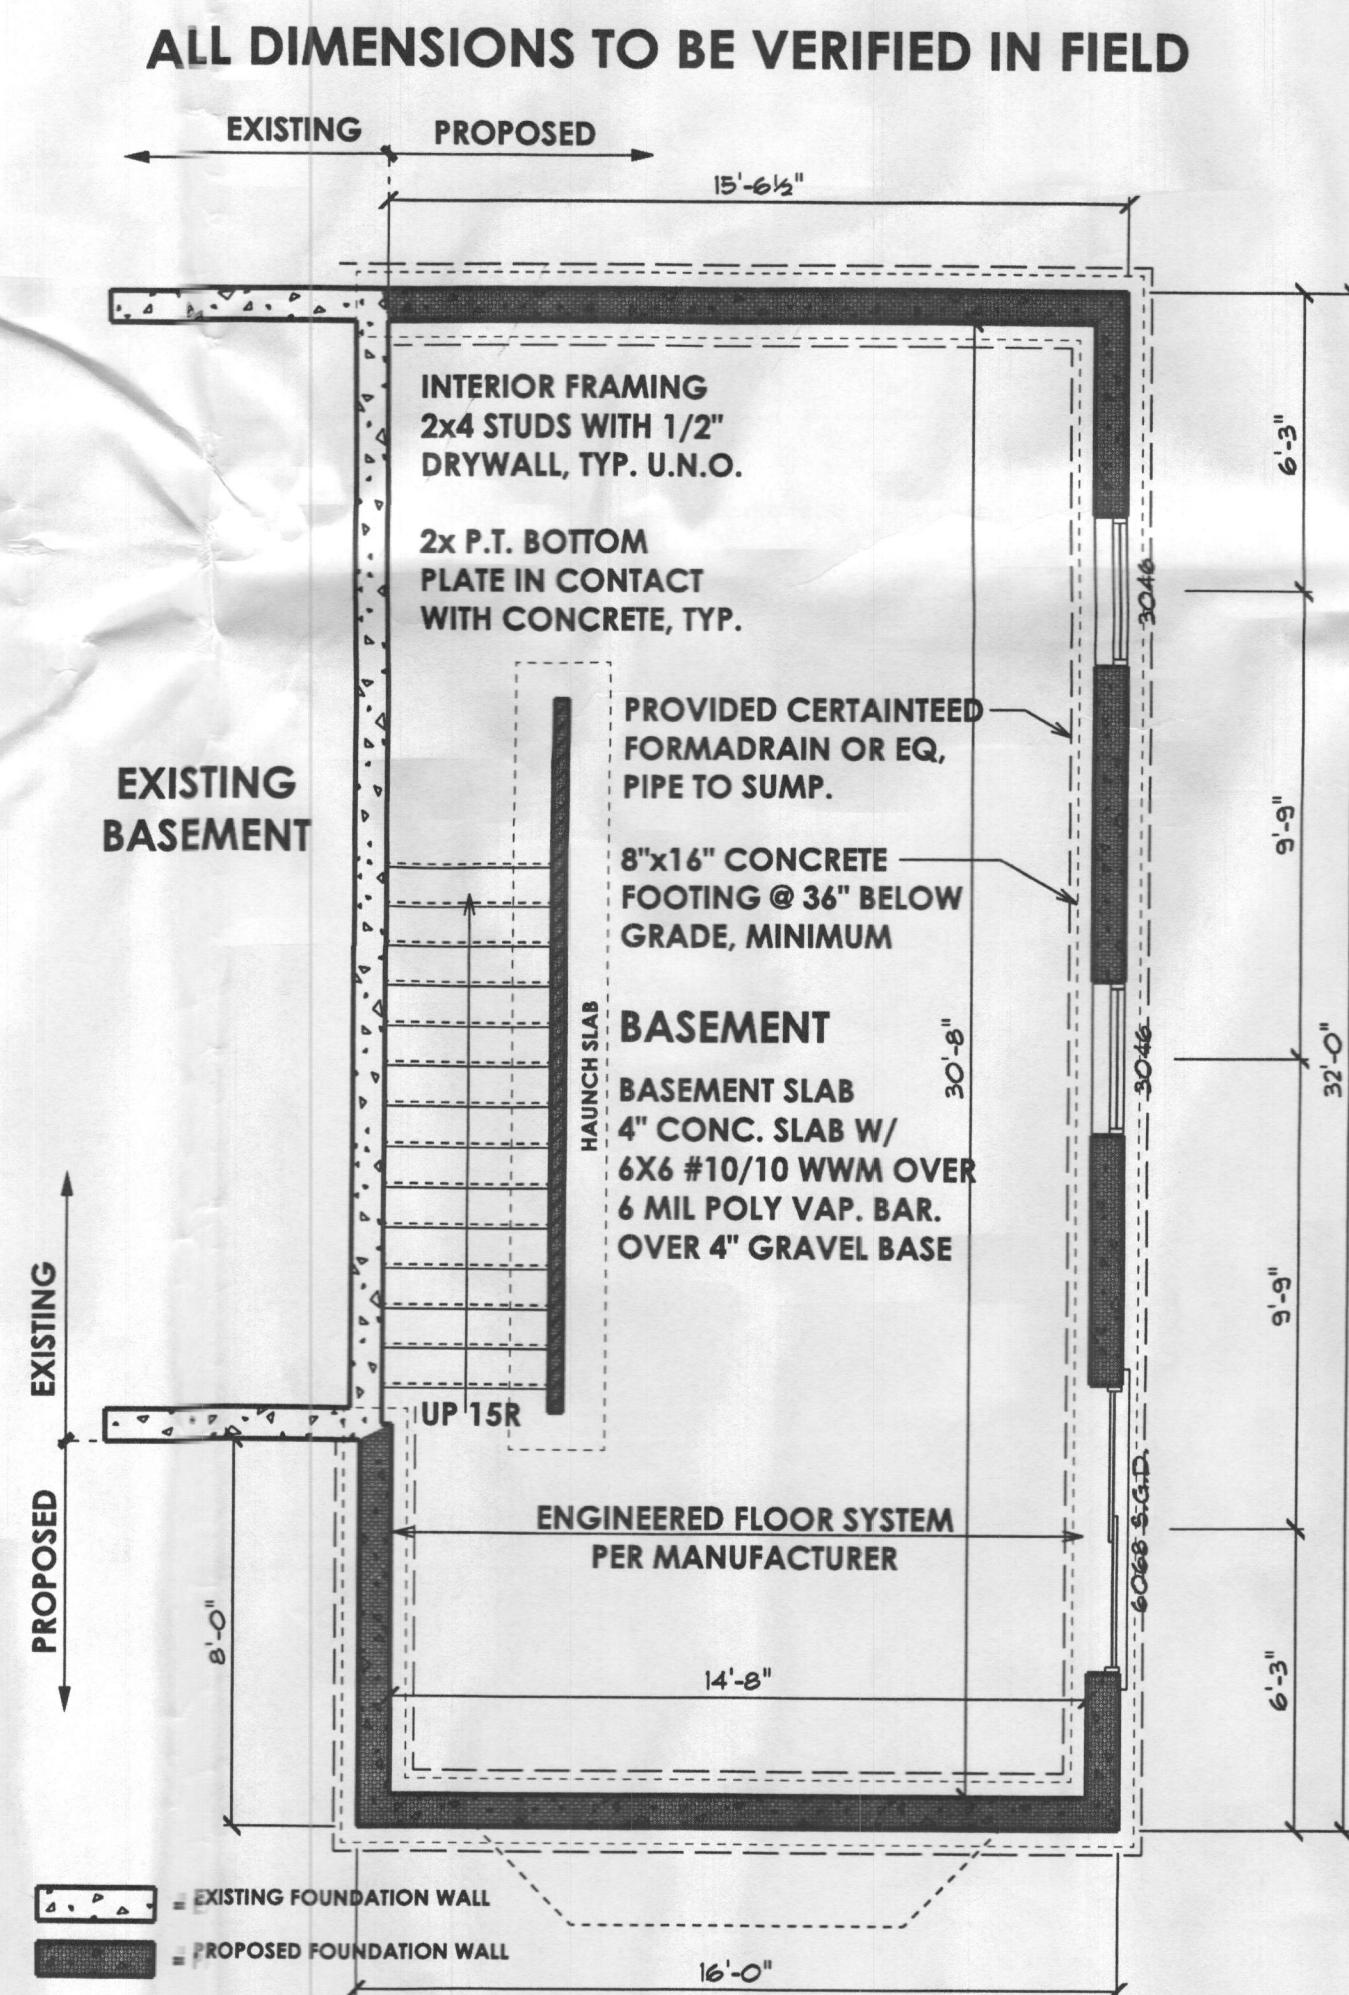 ALL DIMENSIONS TO BE VERIFIED IN FIELD
EXISTING
PROPOSED
15'-6½"
INTERIOR FRAMING
2x4 STUDS WITH 1/2"
DRYWALL, TYP. U.N.O.
2x P.T. BOTTOM
PLATE IN CONTACT
WITH CONCRETE, TYP.
6'-3"
3046
PROVIDED CERTAINTEED
FORMADRAIN OR EQ,
PIPE TO SUMP.
EXISTING
BASEMENT
9'-9"
8"x16" CONCRETE
FOOTING @ 36" BELOW
GRADE, MINIMUM
HAUNCH SLAB
BASEMENT
30'-8"
3046
32'-0"
BASEMENT SLAB
4" CONC. SLAB W/
6X6 #10/10 WWM OVER
6 MIL POLY VAP. BAR.
OVER 4" GRAVEL BASE
EXISTING
9'-9"
UP 15R
PROPOSED
ENGINEERED FLOOR SYSTEM
PER MANUFACTURER
6068 S.G.D.
8'-0"
14'-8"
6'-3"
= EXISTING FOUNDATION WALL
= PROPOSED FOUNDATION WALL
16'-0"